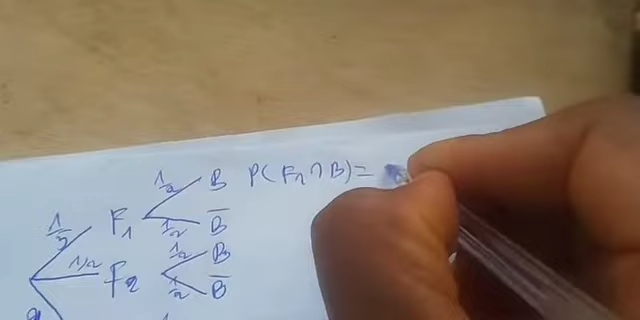 1/2 B P(F1∩B)=
1/2 F1
1/2 B̅
1/2 F2 1/2 B
1/2 B̅